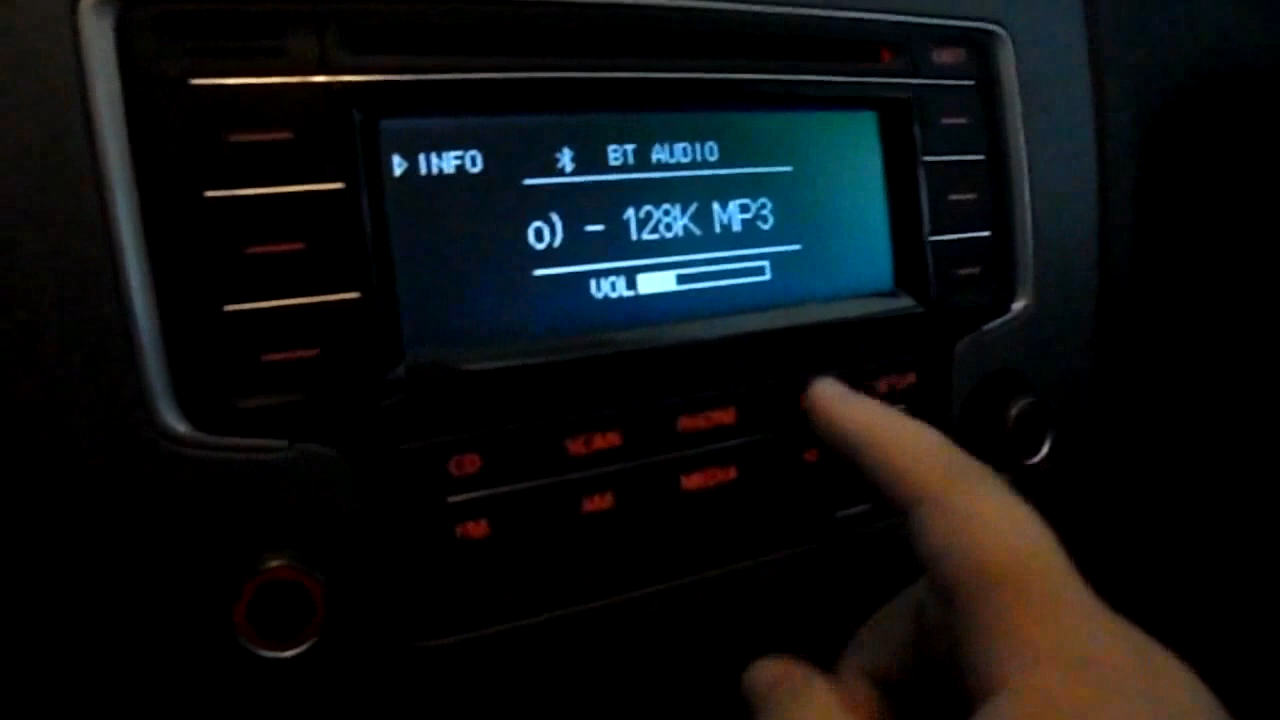 INFO BT AUDIO
o) - 128K MP3
VOL
CD SCAN PHONE
FM AM MEDIA